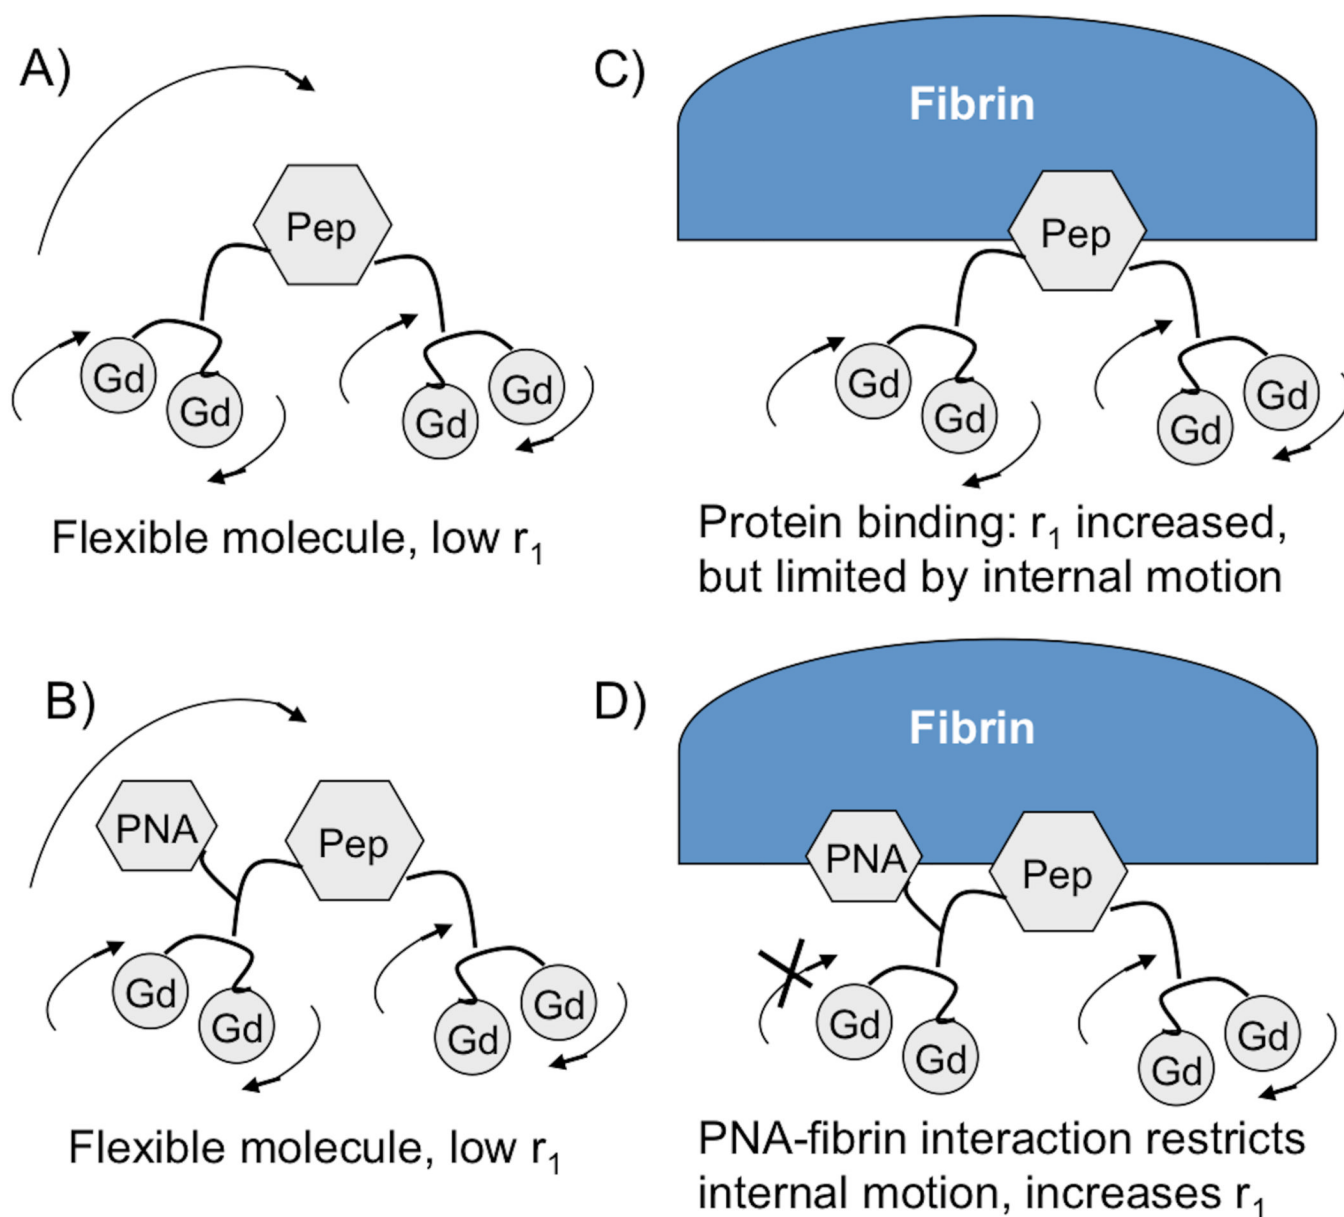 A)
Pep
Gd
Gd
Gd
Gd
Flexible molecule, low r₁
C)
Fibrin
Pep
Gd
Gd
Gd
Gd
Protein binding: r₁ increased,
but limited by internal motion
B)
PNA
Pep
Gd
Gd
Gd
Gd
Flexible molecule, low r₁
D)
Fibrin
PNA
Pep
Gd
Gd
Gd
Gd
PNA-fibrin interaction restricts
internal motion, increases r₁